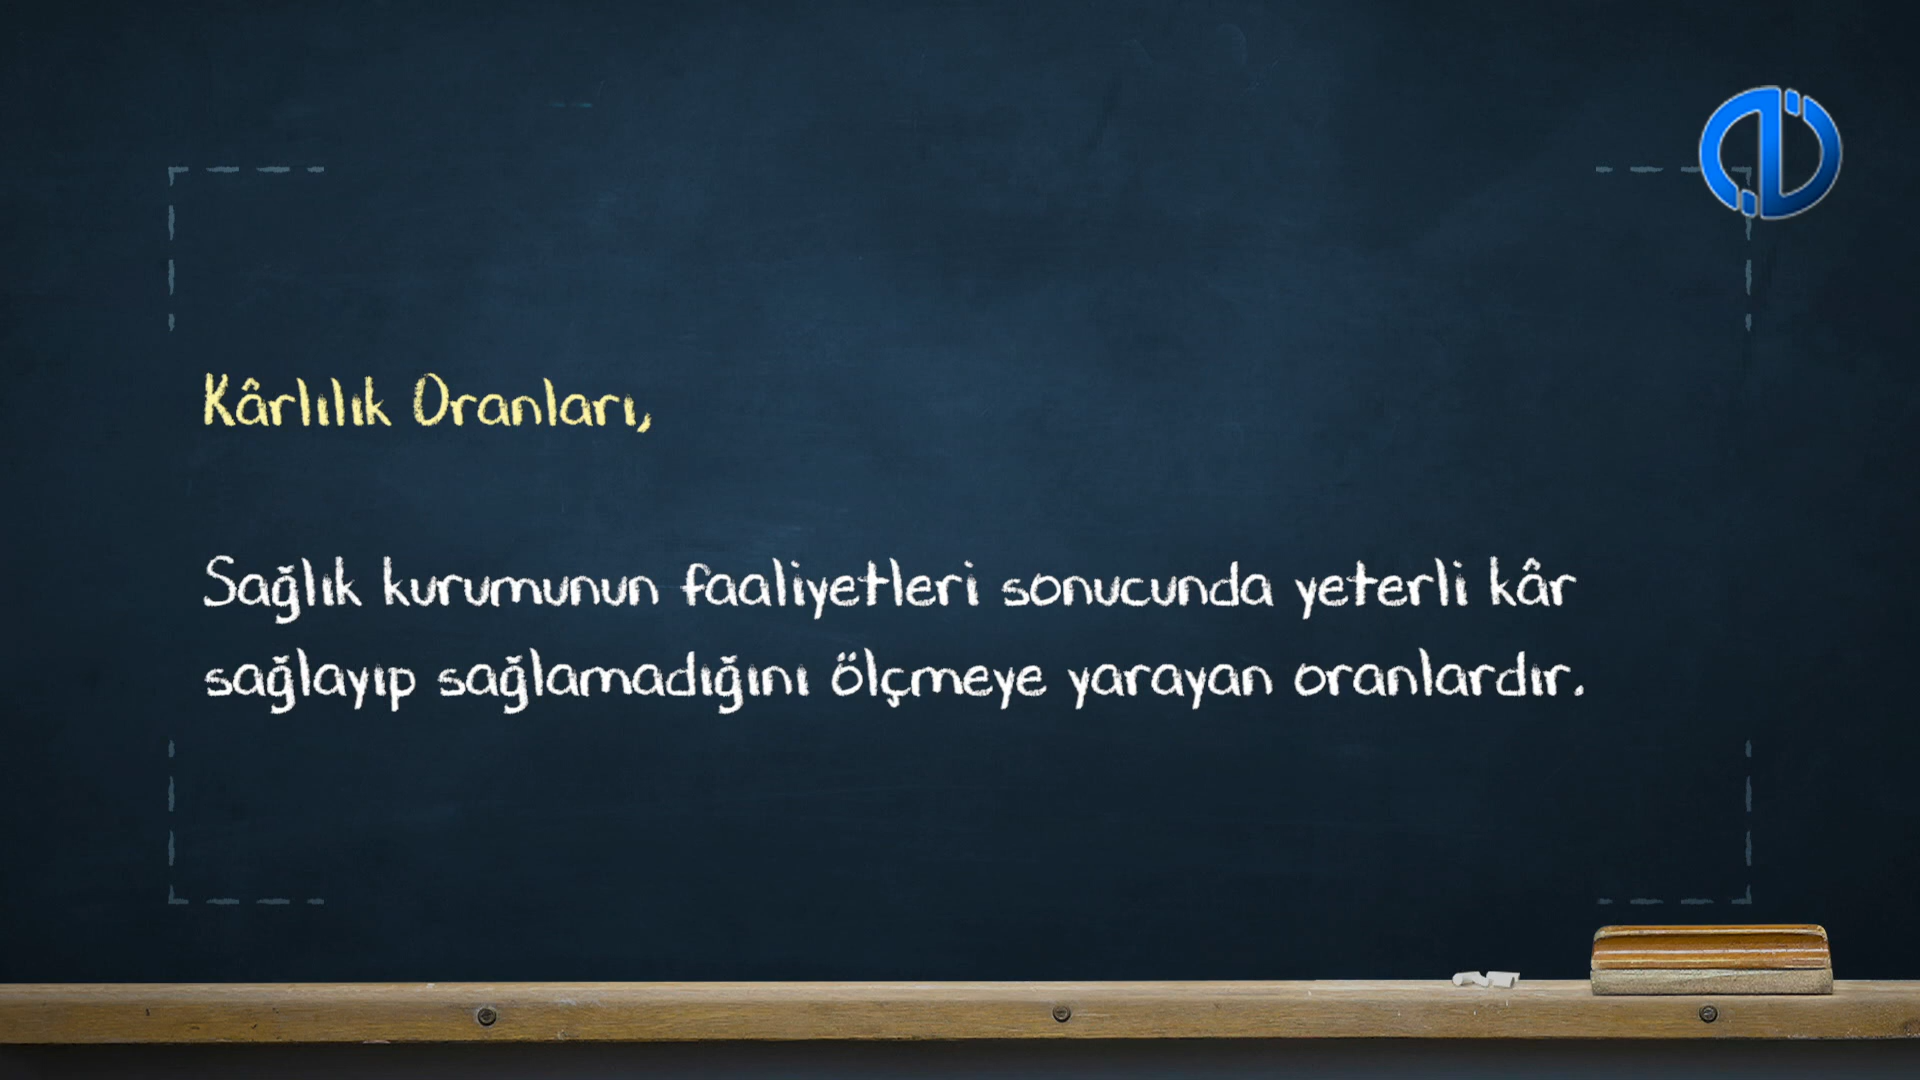 Kârlılık Oranları,
Sağlık kurumunun faaliyetleri sonucunda yeterli kâr
sağlayıp sağlamadığını ölçmeye yarayan oranlardır.